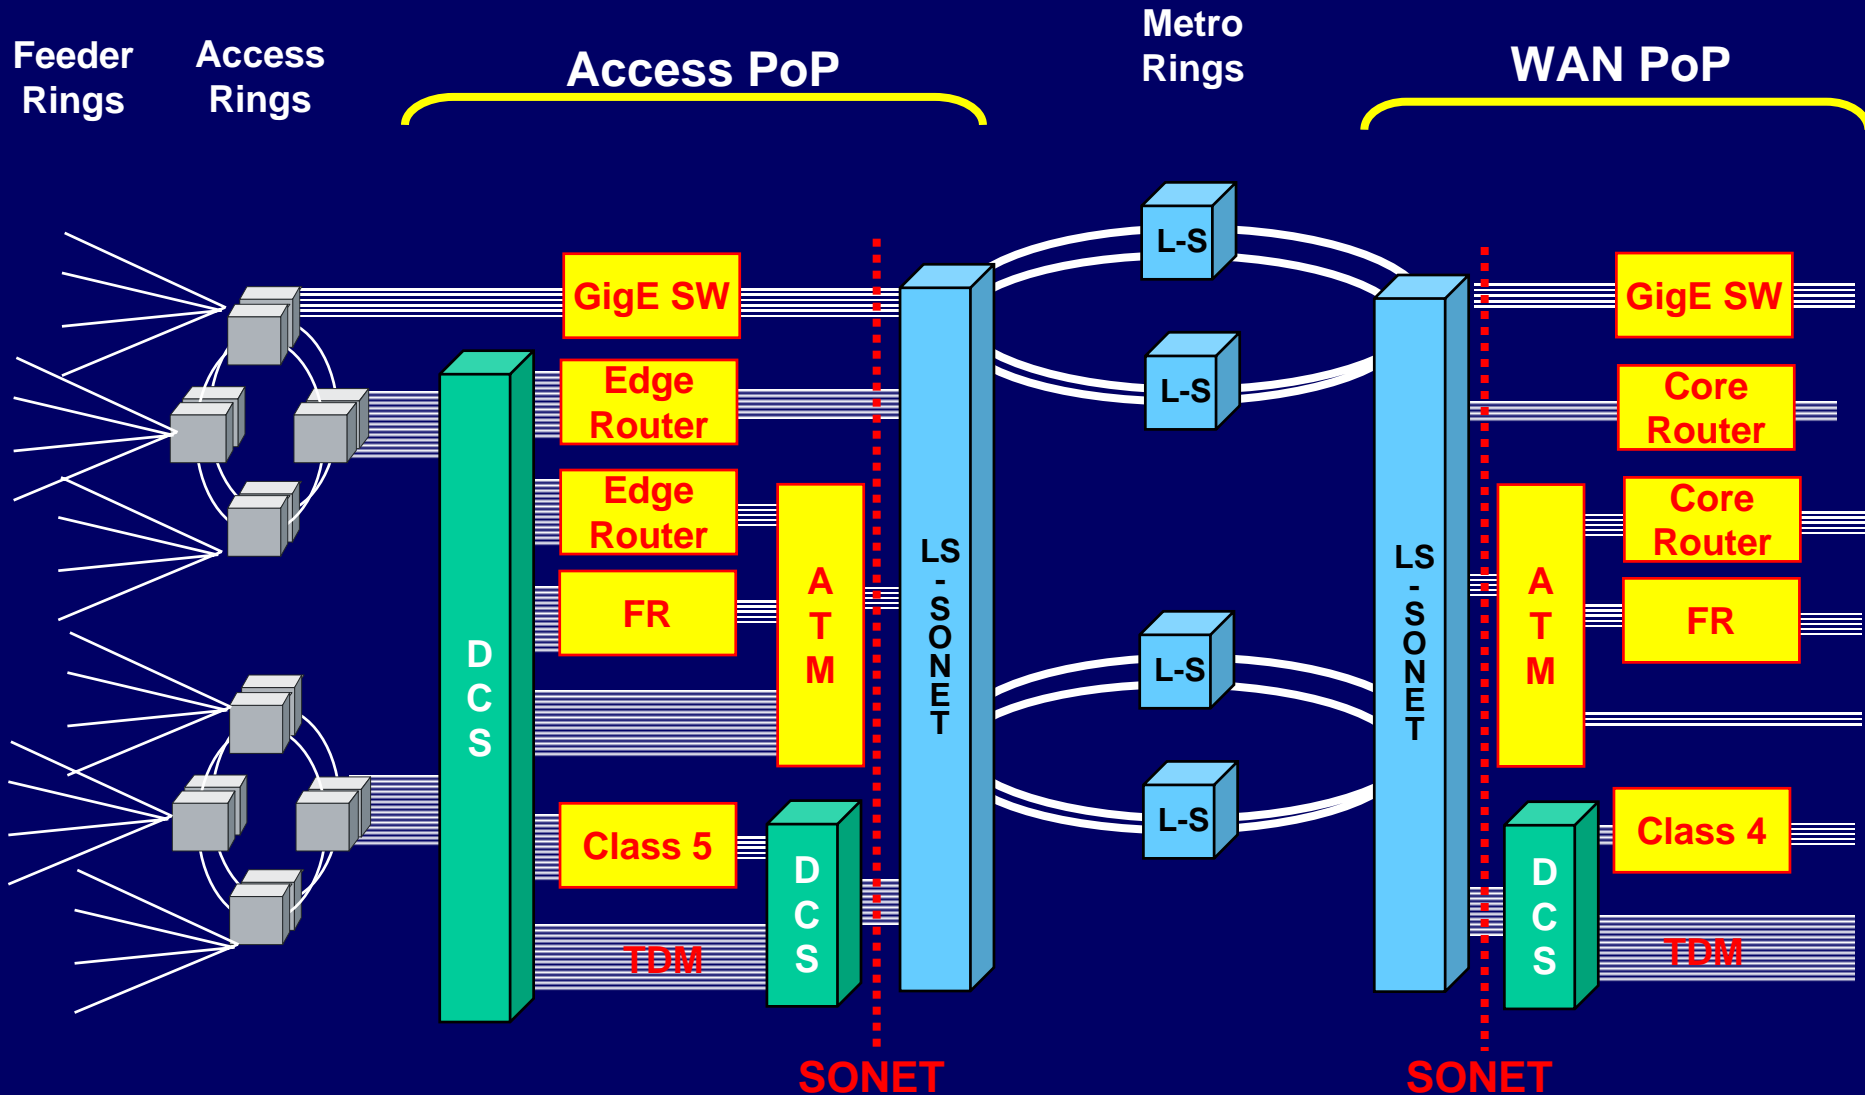 Feeder
Rings
Access
Rings
Access PoP
Metro
Rings
WAN PoP
GigE SW
Edge
Router
Edge
Router
FR
A
T
M
D
C
S
Class 5
TDM
D
C
S
LS
-
S
O
N
E
T
SONET
L-S
L-S
L-S
L-S
LS
-
S
O
N
E
T
GigE SW
Core
Router
Core
Router
FR
A
T
M
Class 4
D
C
S
TDM
SONET